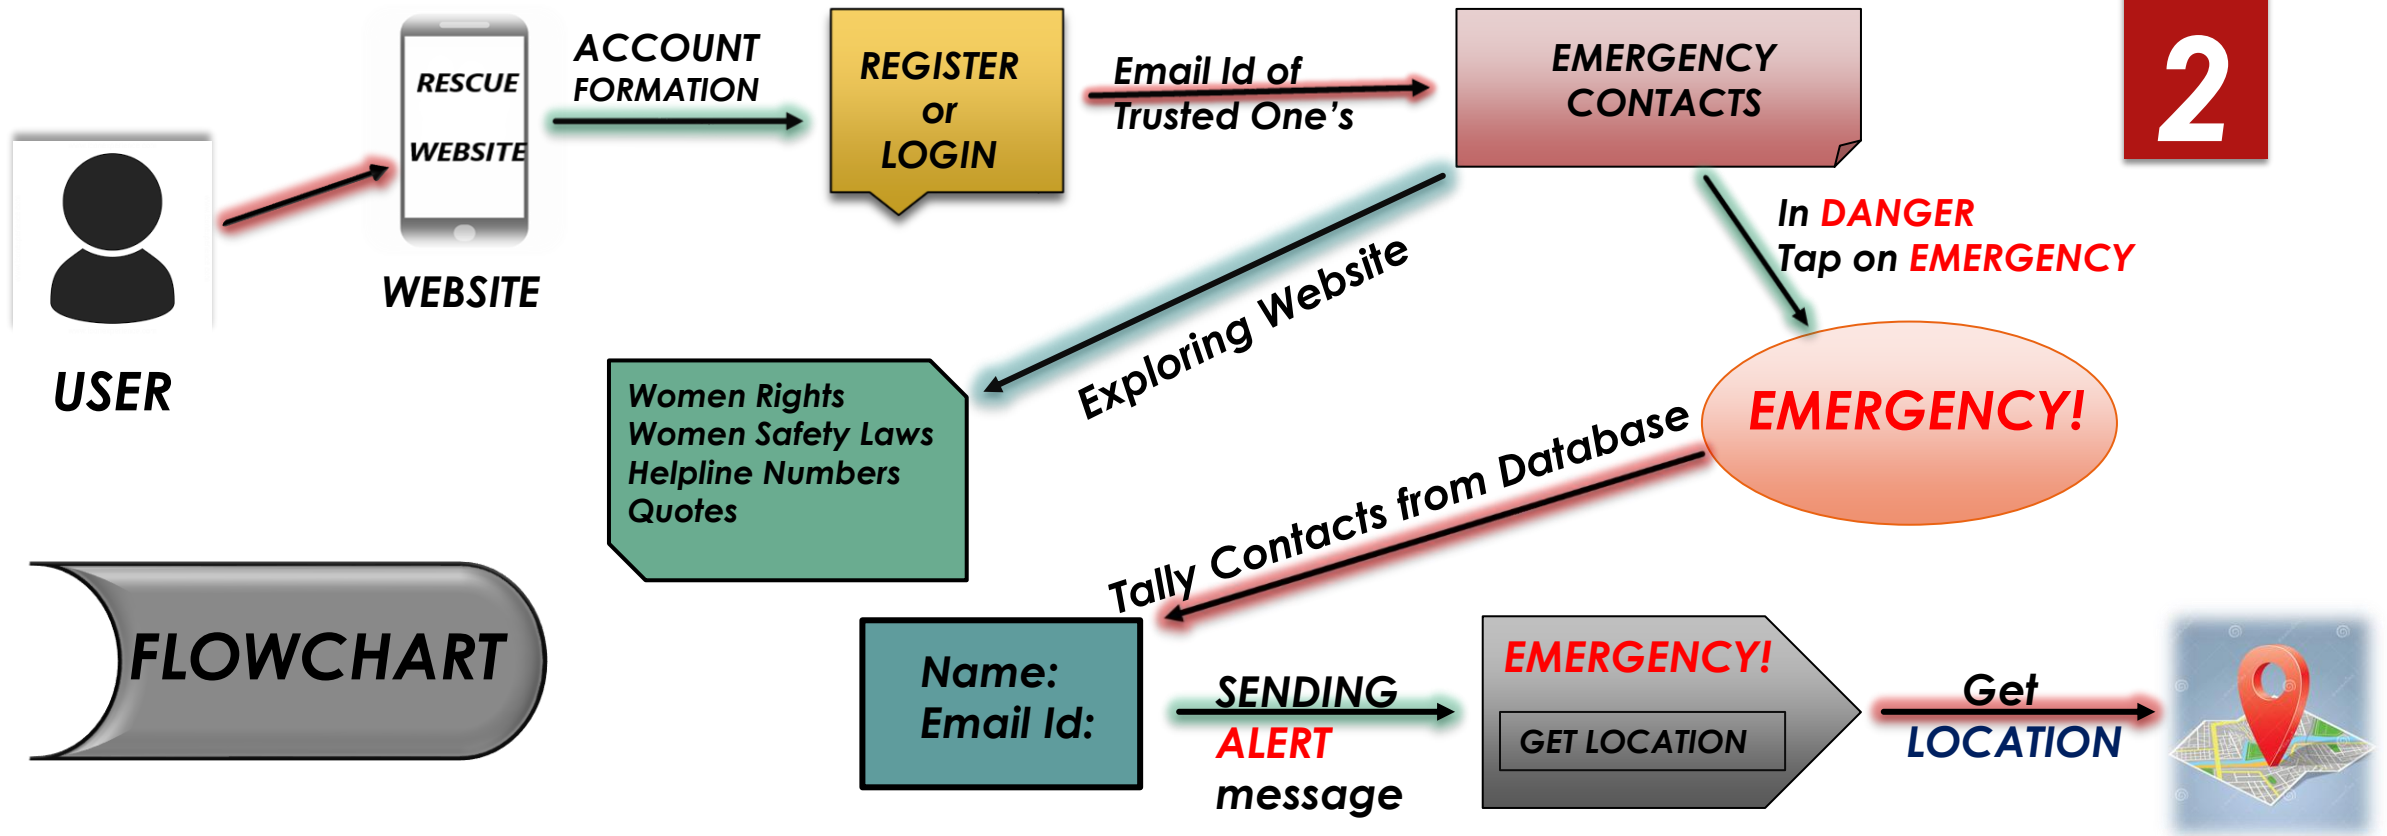 RESCUE
WEBSITE
WEBSITE
USER
ACCOUNT
FORMATION
REGISTER
or
LOGIN
Email Id of
Trusted One's
EMERGENCY
CONTACTS
2
In DANGER
Tap on EMERGENCY
Exploring Website
Women Rights
Women Safety Laws
Helpline Numbers
Quotes
EMERGENCY!
Tally Contacts from Database
FLOWCHART
Name:
Email Id:
SENDING
ALERT
message
EMERGENCY!
GET LOCATION
Get
LOCATION